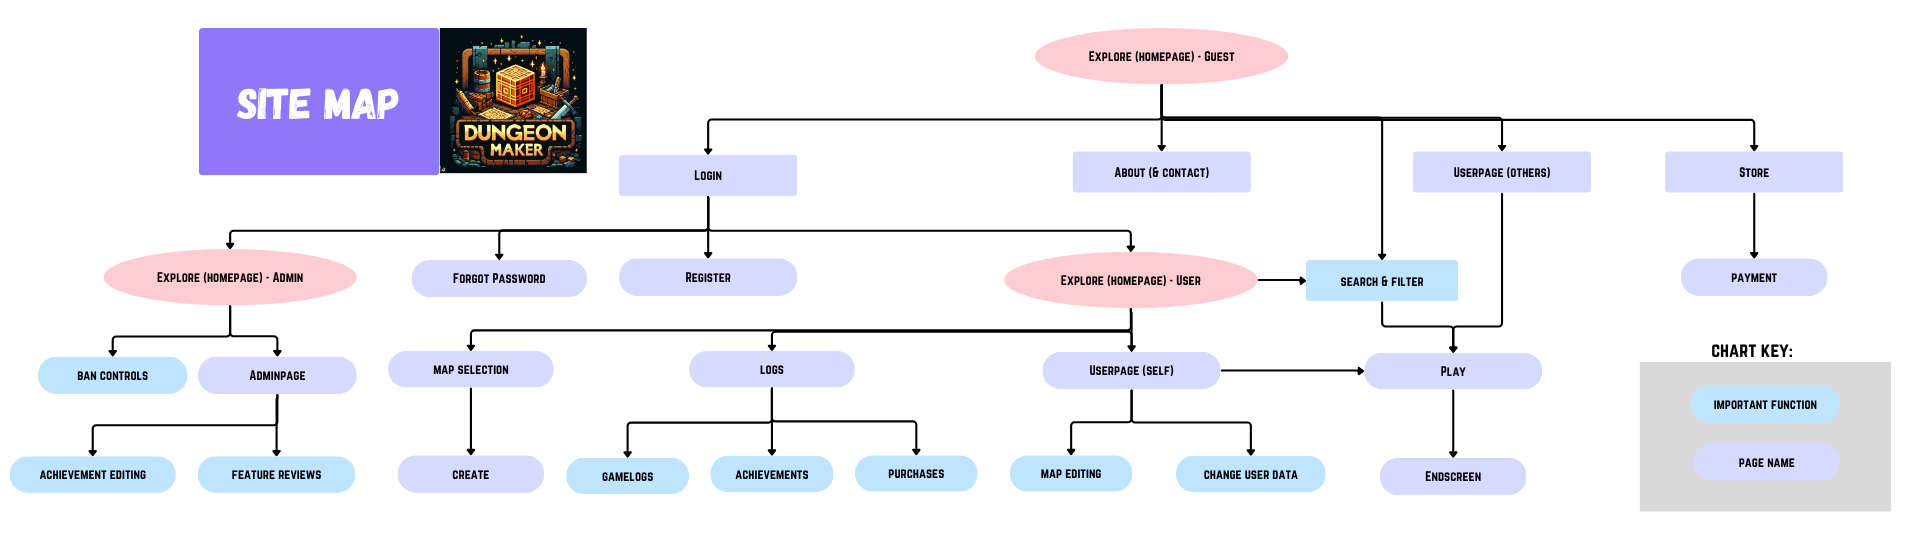 SITE MAP
DUNGEON
MAKER
EXPLORE (HOMEPAGE) - GUEST
LOGIN
ABOUT (& CONTACT)
USERPAGE (OTHERS)
STORE
EXPLORE (HOMEPAGE) - ADMIN
FORGOT PASSWORD
REGISTER
EXPLORE (HOMEPAGE) - USER
SEARCH & FILTER
PAYMENT
BAN CONTROLS
ADMINPAGE
MAP SELECTION
LOGS
USERPAGE (SELF)
PLAY
ACHIEVEMENT EDITING
FEATURE REVIEWS
CREATE
GAMELOGS
ACHIEVEMENTS
PURCHASES
MAP EDITING
CHANGE USER DATA
ENDSCREEN
CHART KEY:
IMPORTANT FUNCTION
PAGE NAME